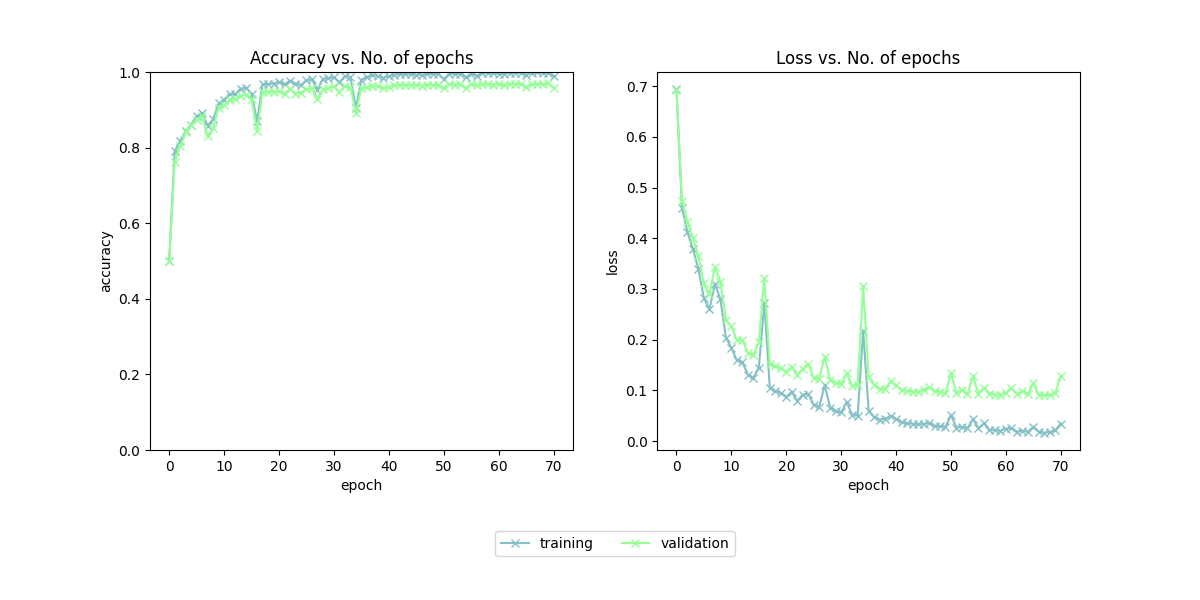 Accuracy vs. No. of epochs
1.0
0.8
0.6
0.4
0.2
0.0
accuracy
0 10 20 30 40 50 60 70
epoch
Loss vs. No. of epochs
0.7
0.6
0.5
0.4
0.3
0.2
0.1
0.0
loss
0 10 20 30 40 50 60 70
epoch
training validation